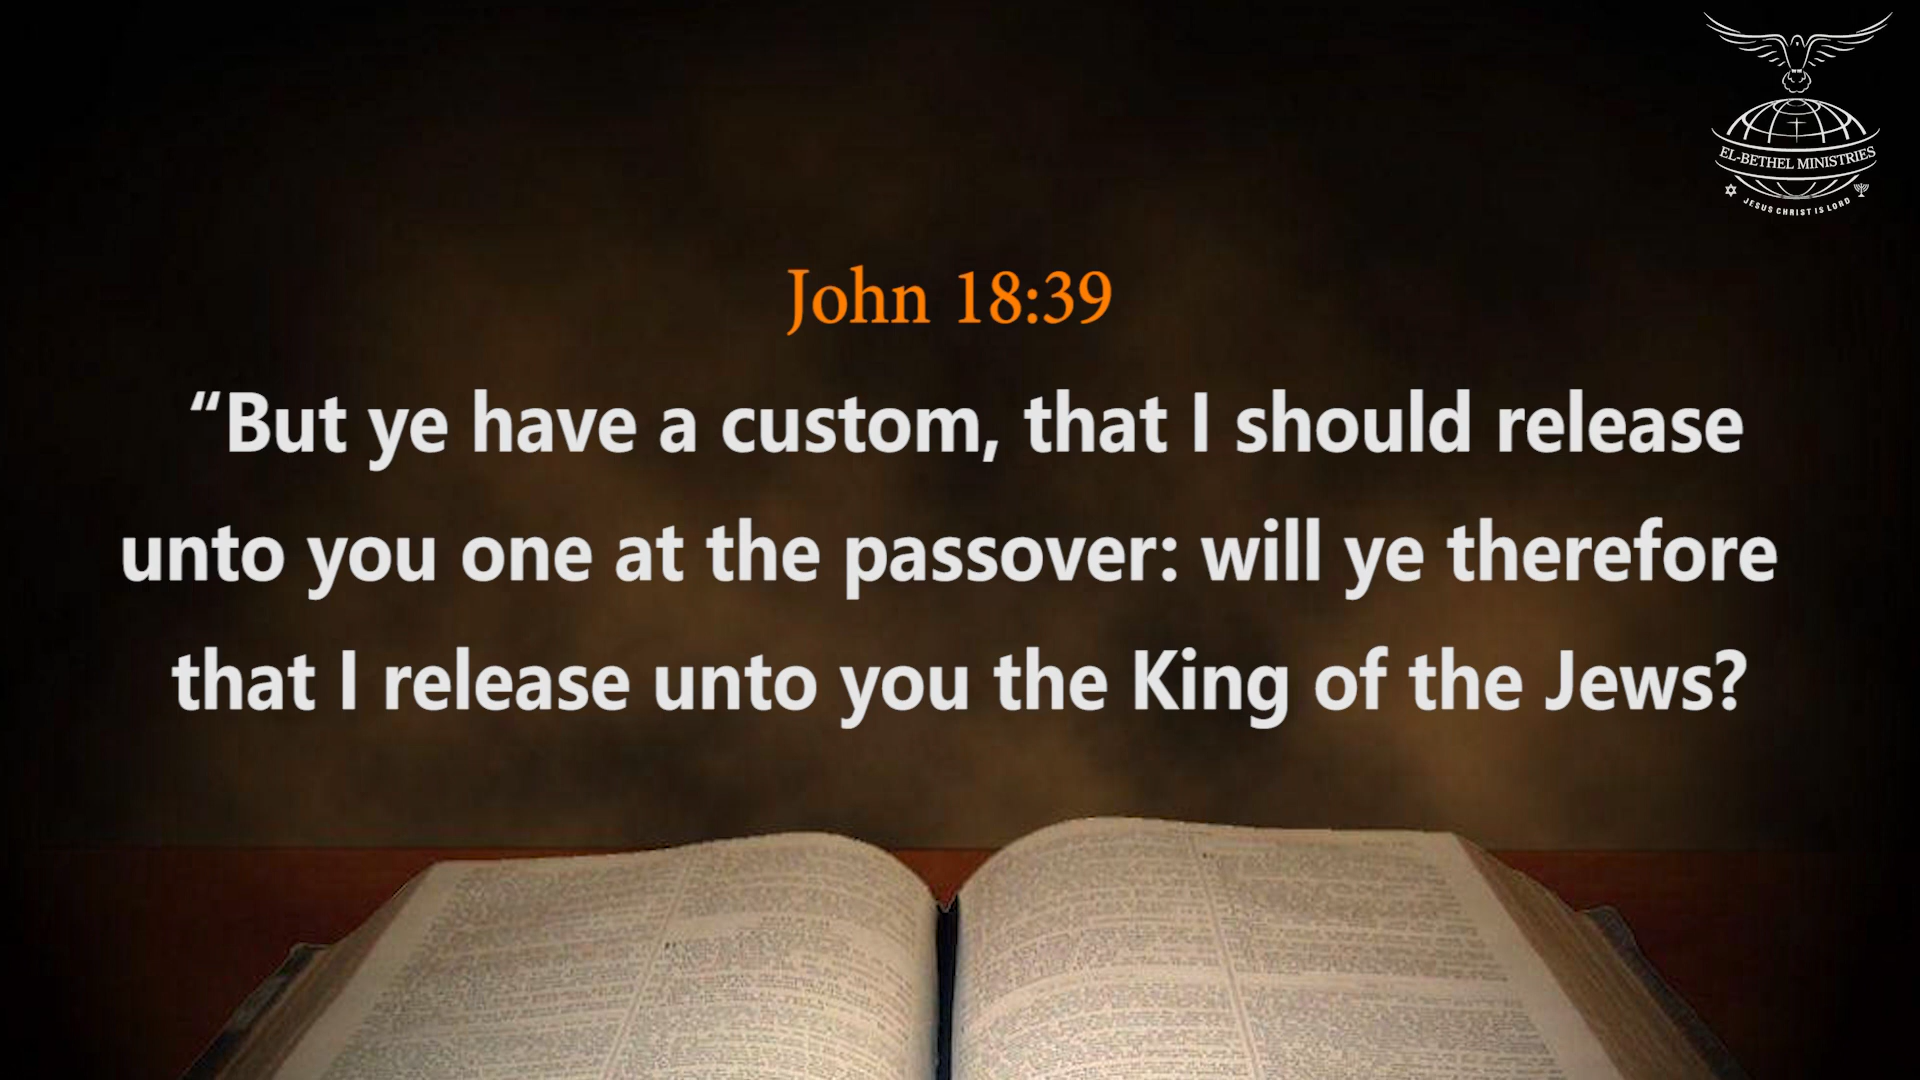 EL-BETHEL MINISTRIES
JESUS CHRIST IS LORD
John 18:39
“But ye have a custom, that I should release
unto you one at the passover: will ye therefore
that I release unto you the King of the Jews?